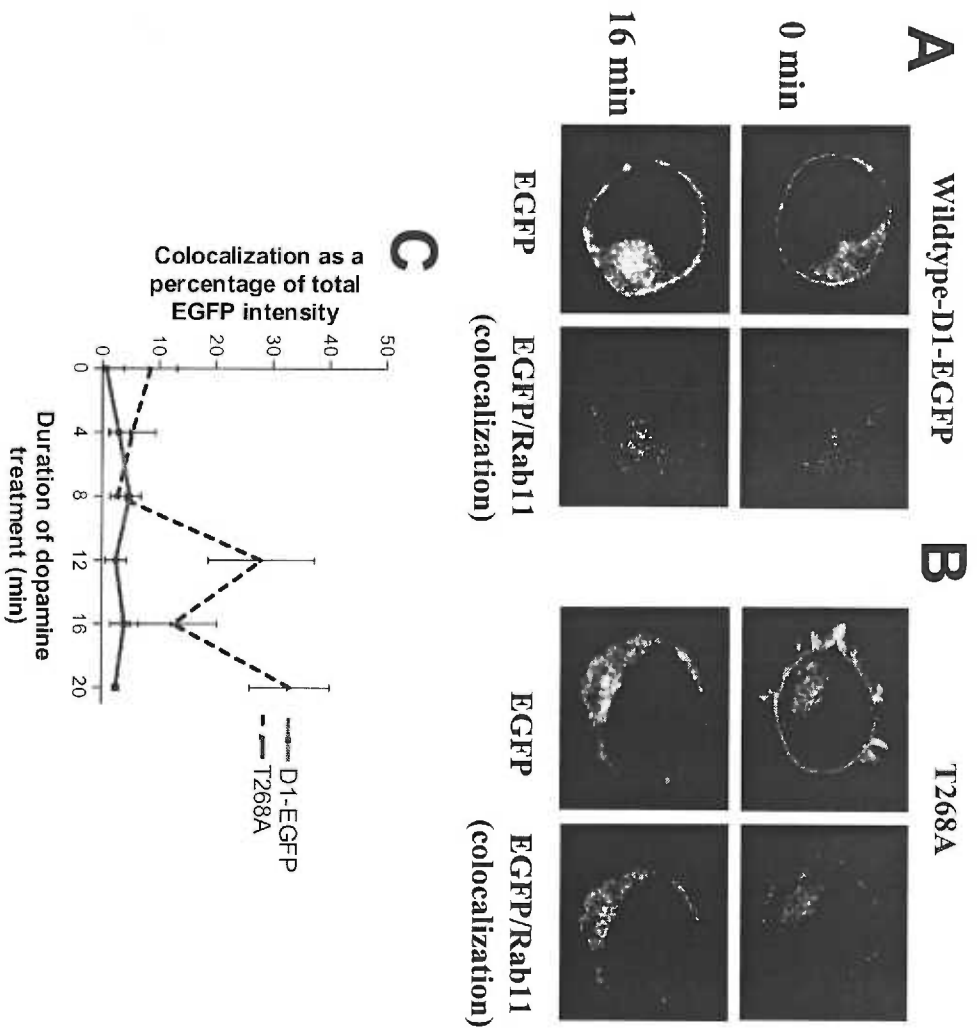 A
Wildtype-D1-EGFP
0 min
16 min
EGFP
EGFP/Rab11
(colocalization)
B
T268A
EGFP
EGFP/Rab11
(colocalization)
C
Colocalization as a
percentage of total
EGFP intensity
50
40
30
20
10
0
0
4
8
12
16
20
Duration of dopamine
treatment (min)
D1-EGFP
T268A